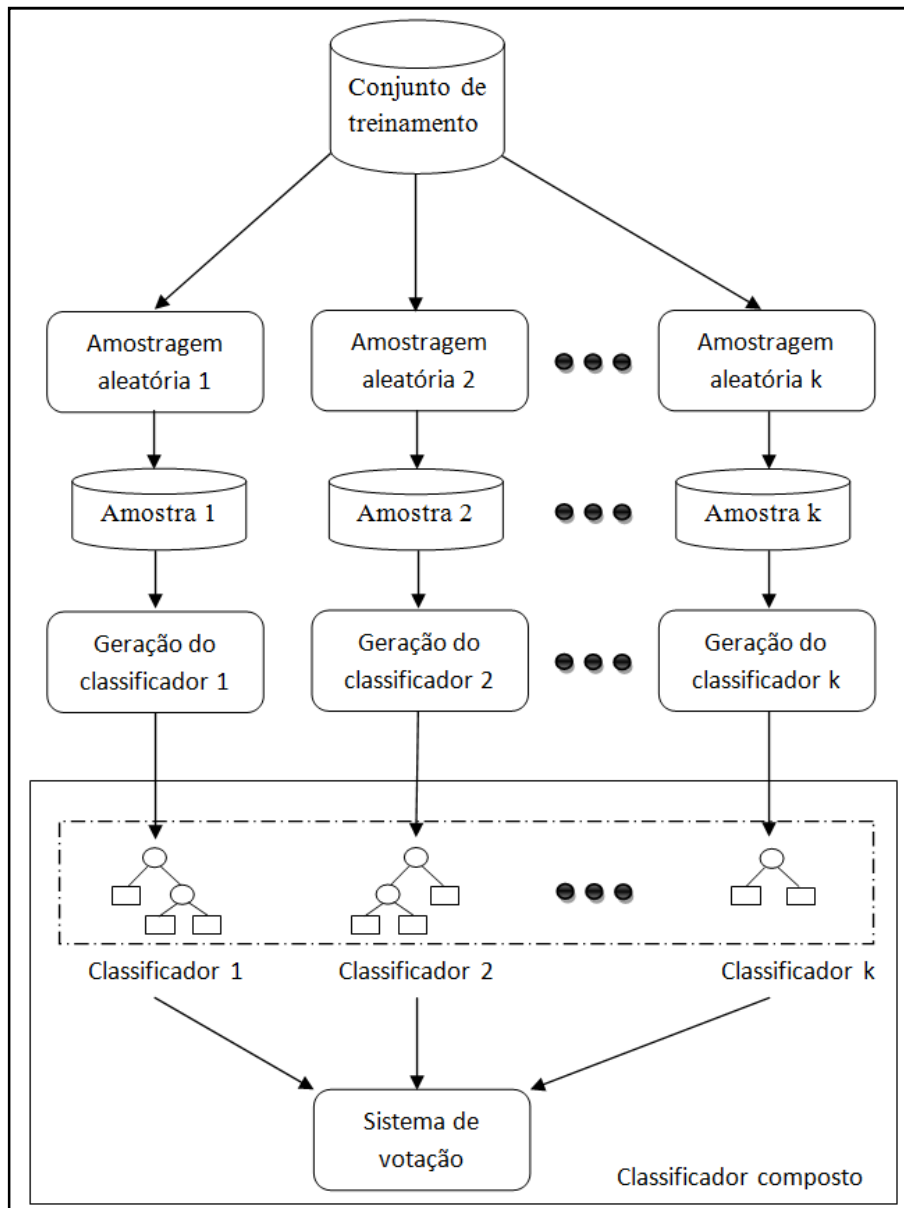 Conjunto de
treinamento
Amostragem
aleatória 1
Amostragem
aleatória 2
Amostragem
aleatória k
Amostra 1
Amostra 2
Amostra k
Geração do
classificador 1
Geração do
classificador 2
Geração do
classificador k
Classificador 1
Classificador 2
Classificador k
Sistema de
votação
Classificador composto